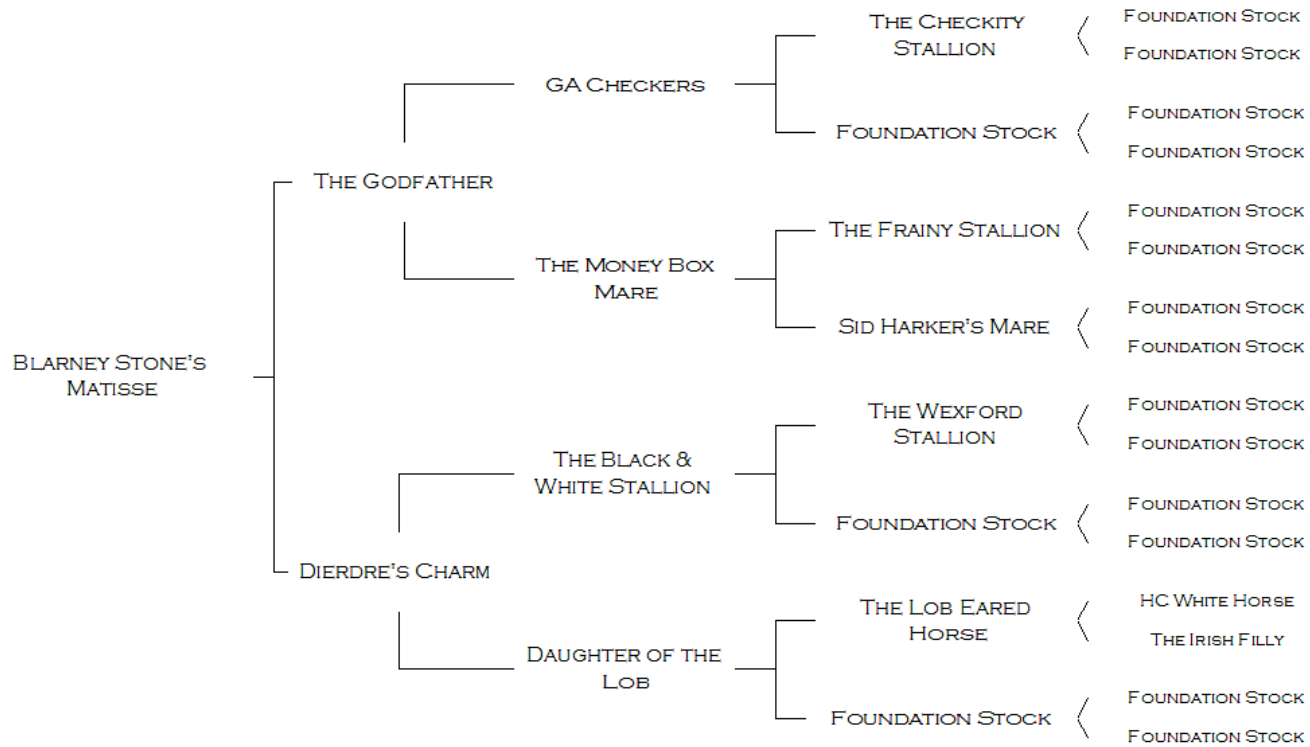 The Checkity
Stallion
Foundation Stock
Foundation Stock
GA Checkers
Foundation Stock
Foundation Stock
Foundation Stock
The Godfather
The Frainy Stallion
Foundation Stock
Foundation Stock
The Money Box
Mare
Sid Harker's Mare
Foundation Stock
Foundation Stock
Blarney Stone's
Matisse
The Wexford
Stallion
Foundation Stock
Foundation Stock
The Black &
White Stallion
Foundation Stock
Foundation Stock
Foundation Stock
Dierdre's Charm
The Lob Eared
Horse
HC White Horse
The Irish Filly
Daughter of the
Lob
Foundation Stock
Foundation Stock
Foundation Stock